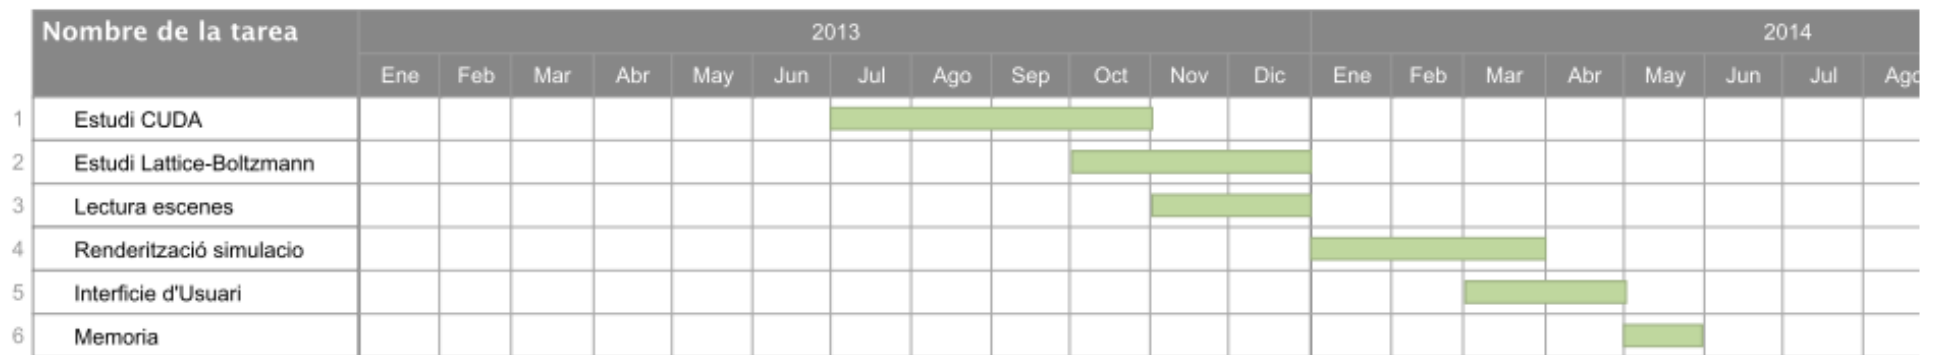 Nombre de la tarea 2013 2014
Ene Feb Mar Abr May Jun Jul Ago Sep Oct Nov Dic Ene Feb Mar Abr May Jun Jul Ago
1 Estudi CUDA
2 Estudi Lattice-Boltzmann
3 Lectura escenes
4 Renderització simulacio
5 Interficie d'Usuari
6 Memoria